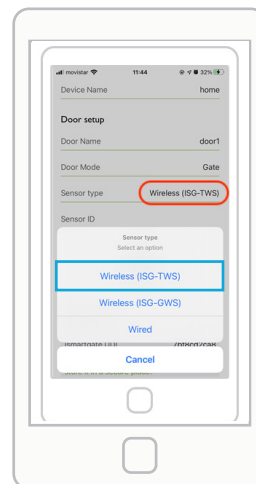 movistar 11:44 32%
Device Name home
Door setup
Door Name door1
Door Mode Gate
Sensor type Wireless (ISG-TWS)
Sensor ID
Sensor type
Select an option
Wireless (ISG-TWS)
Wireless (ISG-GWS)
Wired
Cancel